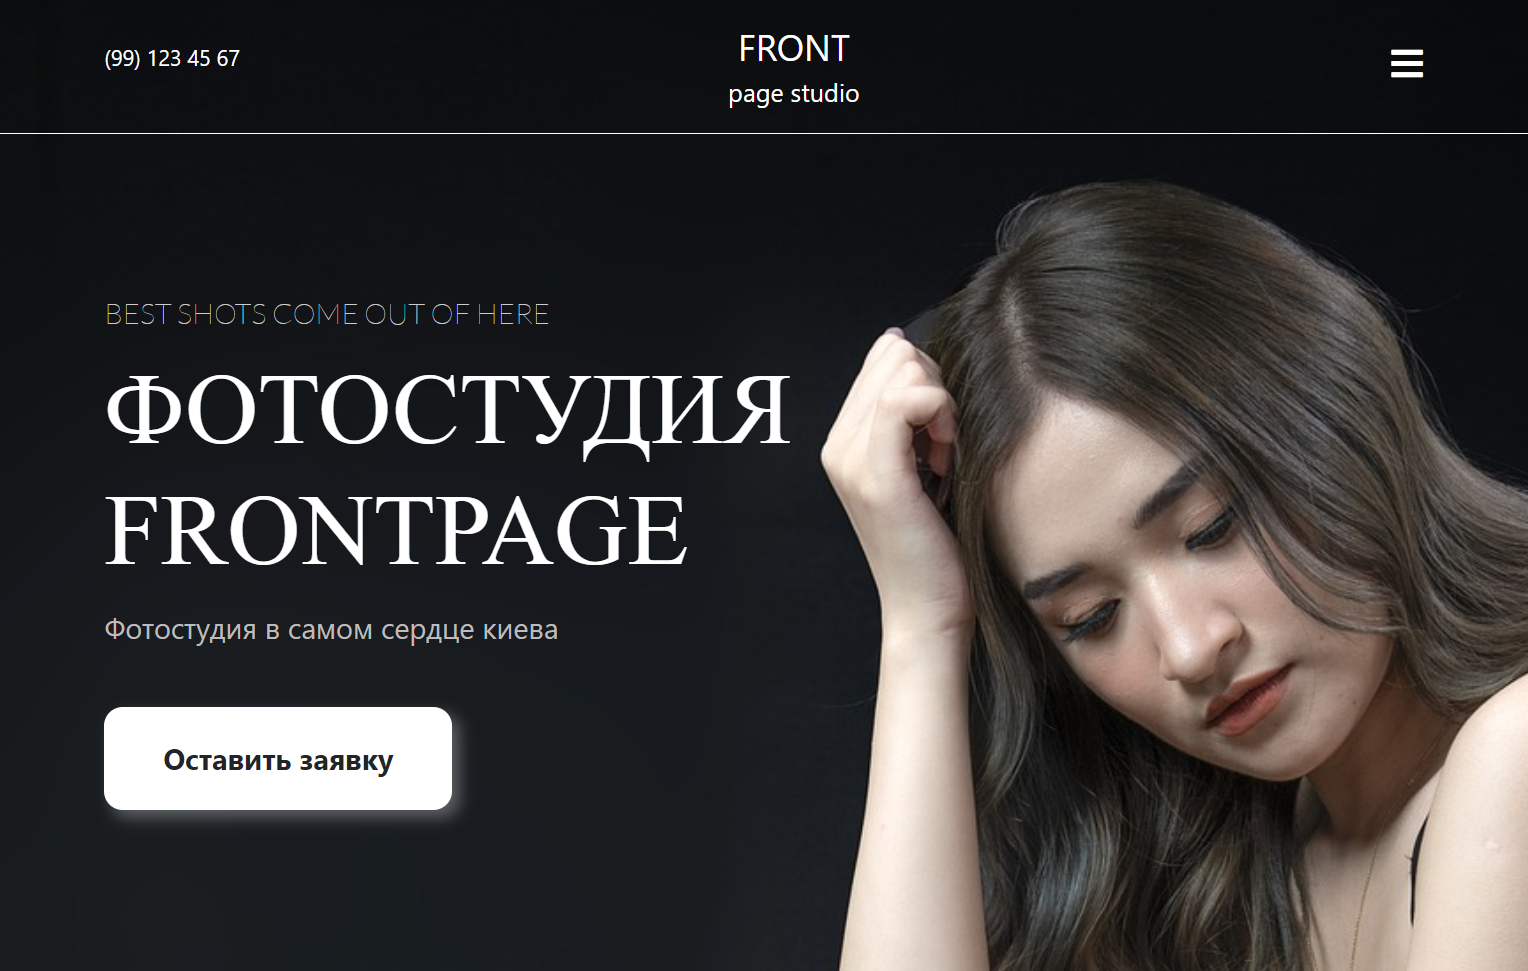 (99) 123 45 67
FRONT
page studio
BEST SHOTS COME OUT OF HERE
ФОТОСТУДИЯ
FRONTPAGE
Фотостудия в самом сердце киева
Оставить заявку